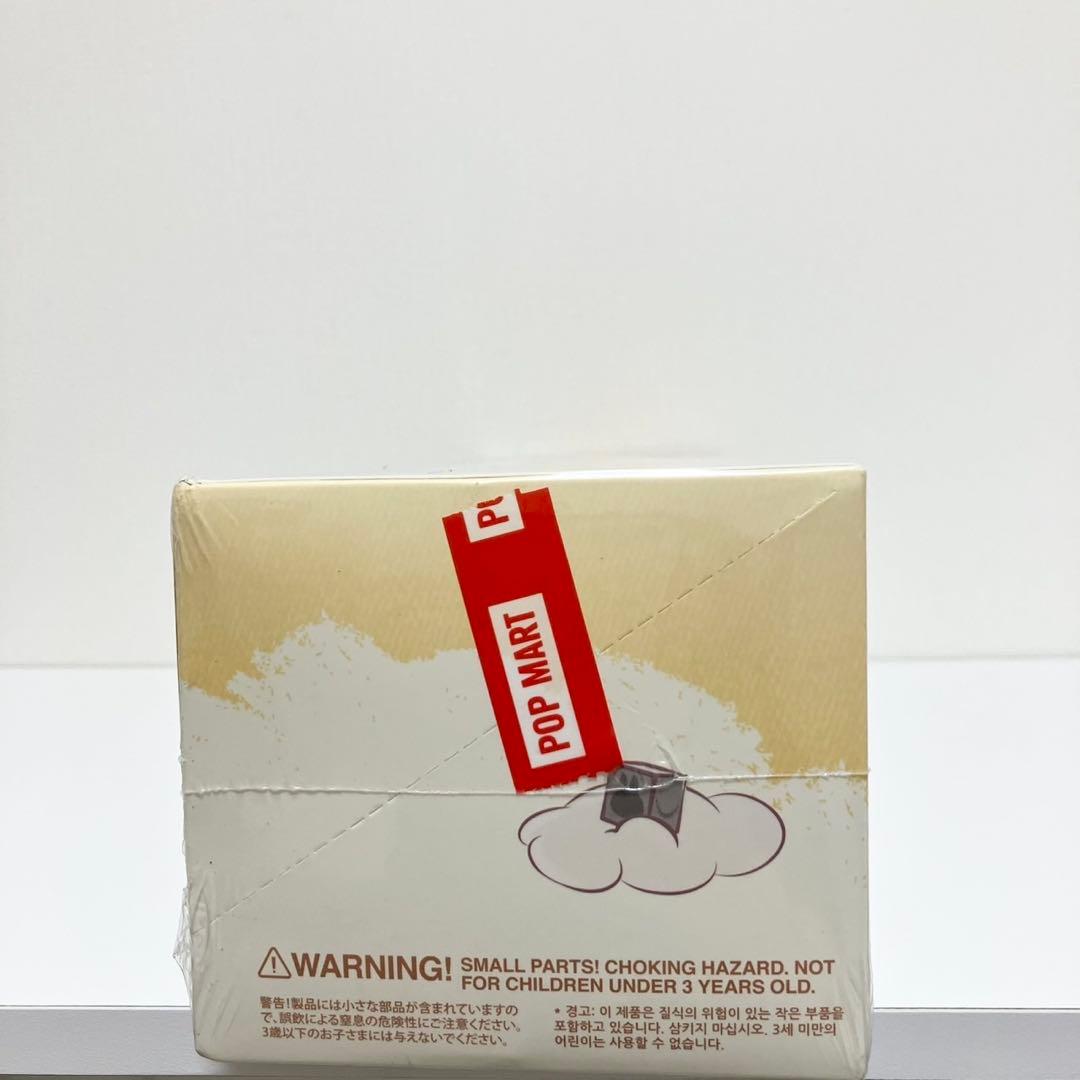 PO
POP MART
WARNING! SMALL PARTS! CHOKING HAZARD. NOT
FOR CHILDREN UNDER 3 YEARS OLD.
警告!製品には小さな部品が含まれていますの
で、誤飲による窒息の危険性にご注意ください。
3歳以下のお子さまには与えないでください。
* 경고: 이 제품은 질식의 위험이 있는 작은 부품을
포함하고 있습니다. 삼키지 마십시오. 3세 미만의
어린이는 사용할 수 없습니다.